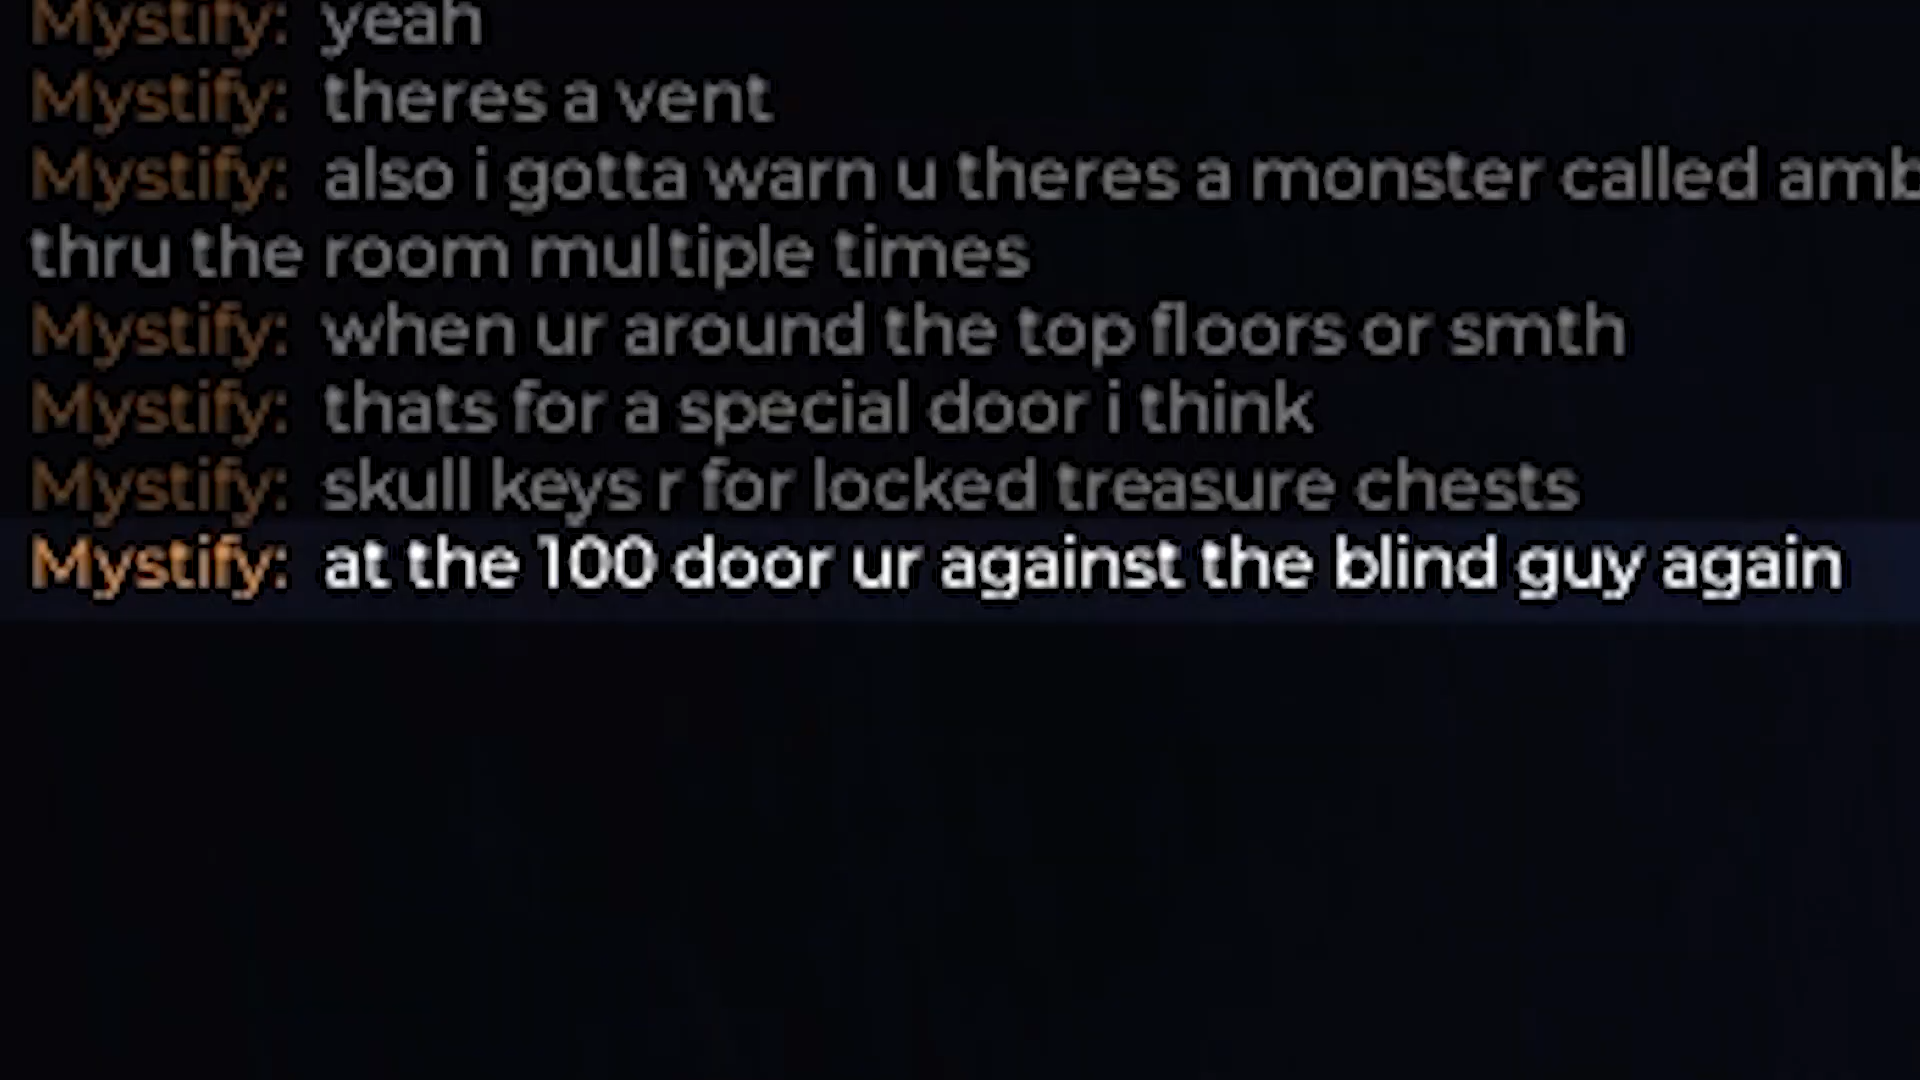 Mystify: yeah
Mystify: theres a vent
Mystify: also i gotta warn u theres a monster called
thru the room multiple times
Mystify: when ur around the top floors or smth
Mystify: thats for a special door i think
Mystify: skull keys r for locked treasure chests
Mystify: at the 100 door ur against the blind guy again